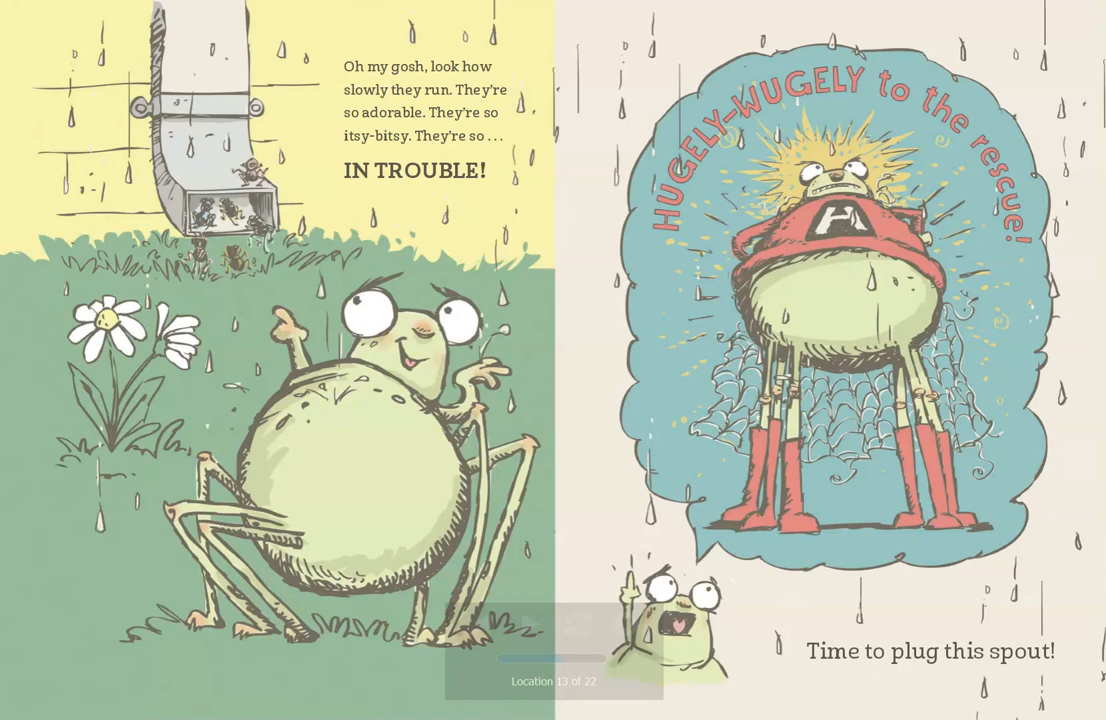 Oh my gosh, look how
slowly they run. They're
so adorable. They're so
itsy-bitsy. They're so . . .
IN TROUBLE!
HUGELY-WUGELY to the rescue!
H
Time to plug this spout!
Location 13 of 22